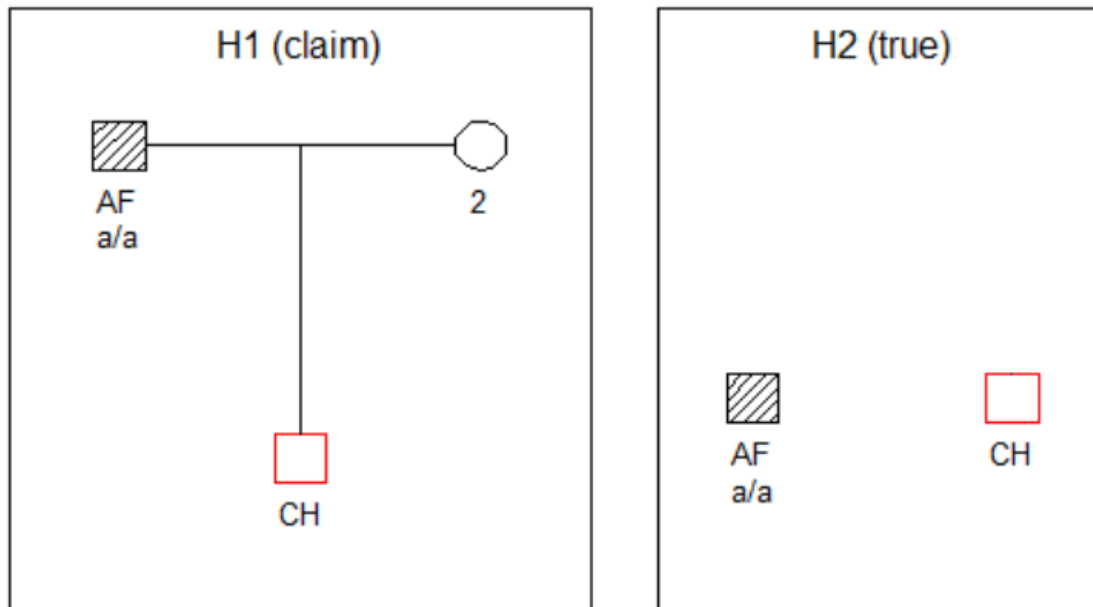 H1 (claim)
AF
a/a
2
CH
H2 (true)
AF
a/a
CH